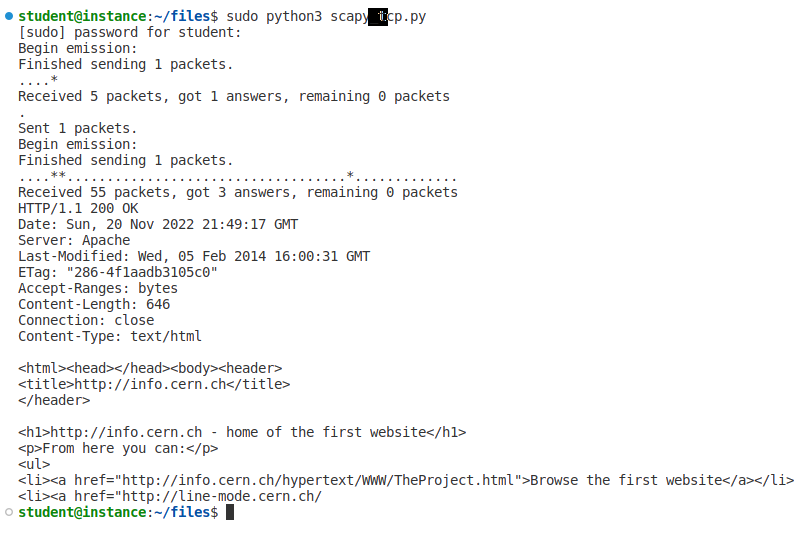 student@instance:~/files$ sudo python3 scapy tcp.py
[sudo] password for student:
Begin emission:
Finished sending 1 packets.
....*
Received 5 packets, got 1 answers, remaining 0 packets
.
Sent 1 packets.
Begin emission:
Finished sending 1 packets.
....**...................................*.............
Received 55 packets, got 3 answers, remaining 0 packets
HTTP/1.1 200 OK
Date: Sun, 20 Nov 2022 21:49:17 GMT
Server: Apache
Last-Modified: Wed, 05 Feb 2014 16:00:31 GMT
ETag: "286-4f1aadb3105c0"
Accept-Ranges: bytes
Content-Length: 646
Connection: close
Content-Type: text/html
<html><head></head><body><header>
<title>http://info.cern.ch</title>
</header>
<h1>http://info.cern.ch - home of the first website</h1>
<p>From here you can:</p>
<ul>
<li><a href="http://info.cern.ch/hypertext/WWW/TheProject.html">Browse the first website</a></li>
<li><a href="http://line-mode.cern.ch/
student@instance:~/files$